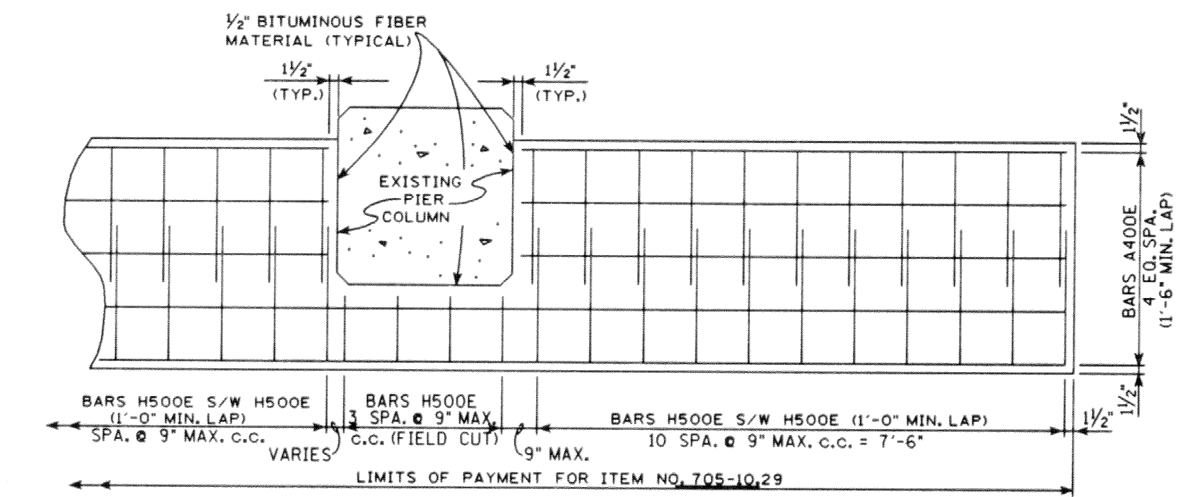 ½" BITUMINOUS FIBER
MATERIAL (TYPICAL)
1½"
(TYP.)
1½"
(TYP.)
1½"
EXISTING
PIER
COLUMN
BARS A400E
4 EQ. SPA.
(1'-6" MIN. LAP)
1½"
BARS H500E S/W H500E
(1'-0" MIN. LAP)
SPA. @ 9" MAX. c.c.
VARIES
BARS H500E
3 SPA. @ 9" MAX.
c.c. (FIELD CUT)
9" MAX.
BARS H500E S/W H500E (1'-0" MIN. LAP)
10 SPA. @ 9" MAX. c.c. = 7'-6"
1½"
LIMITS OF PAYMENT FOR ITEM NO. 705-10.29